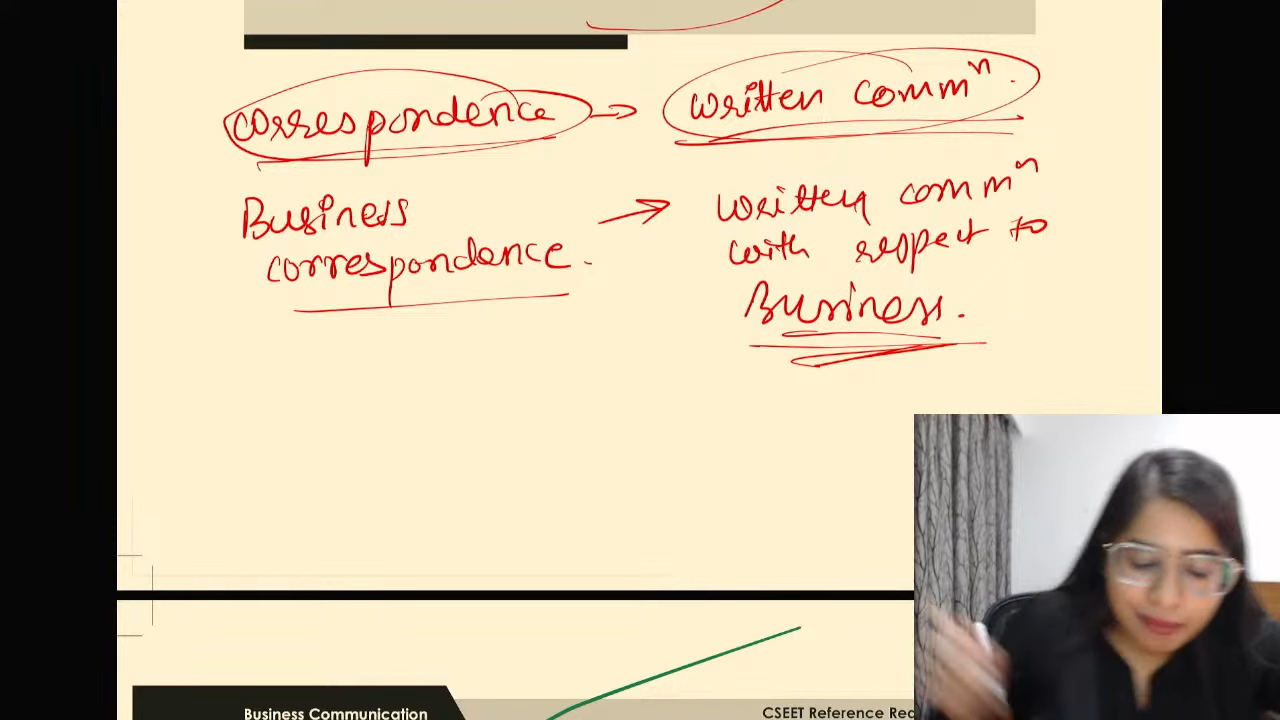 correspondence → written commⁿ.
Business → written commⁿ
correspondence. with respect to
Business.
Business Communication CSEET Reference